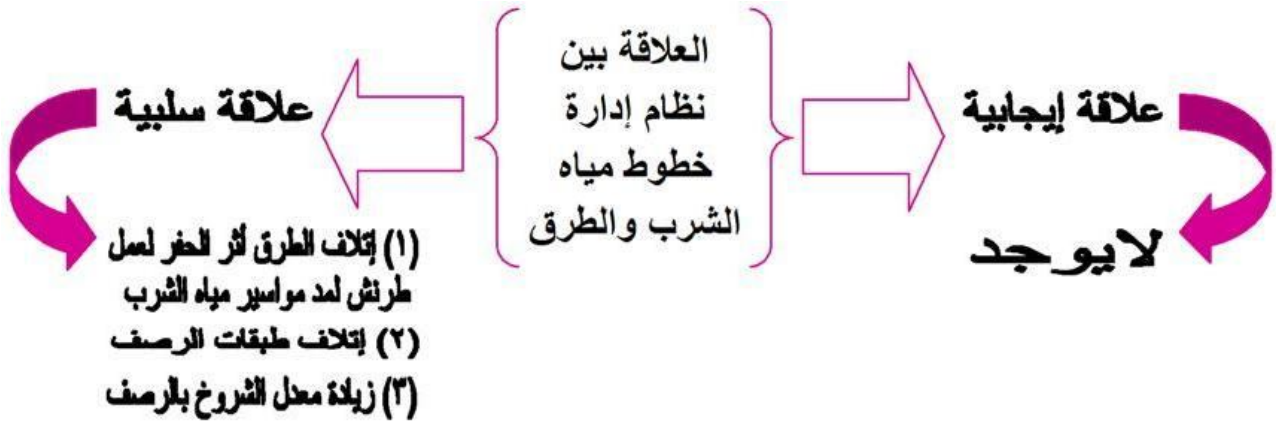 العلاقة بين
نظام إدارة
خطوط مياه
الشرب والطرق
علاقة إيجابية
لايوجد
علاقة سلبية
(١) إتلاف الطرق أثر الحفر لعمل
طرنش لمد مواسير مياه الشرب
(٢) إتلاف طبقات الرصف
(٣) زيادة معدل الشروخ بالرصف